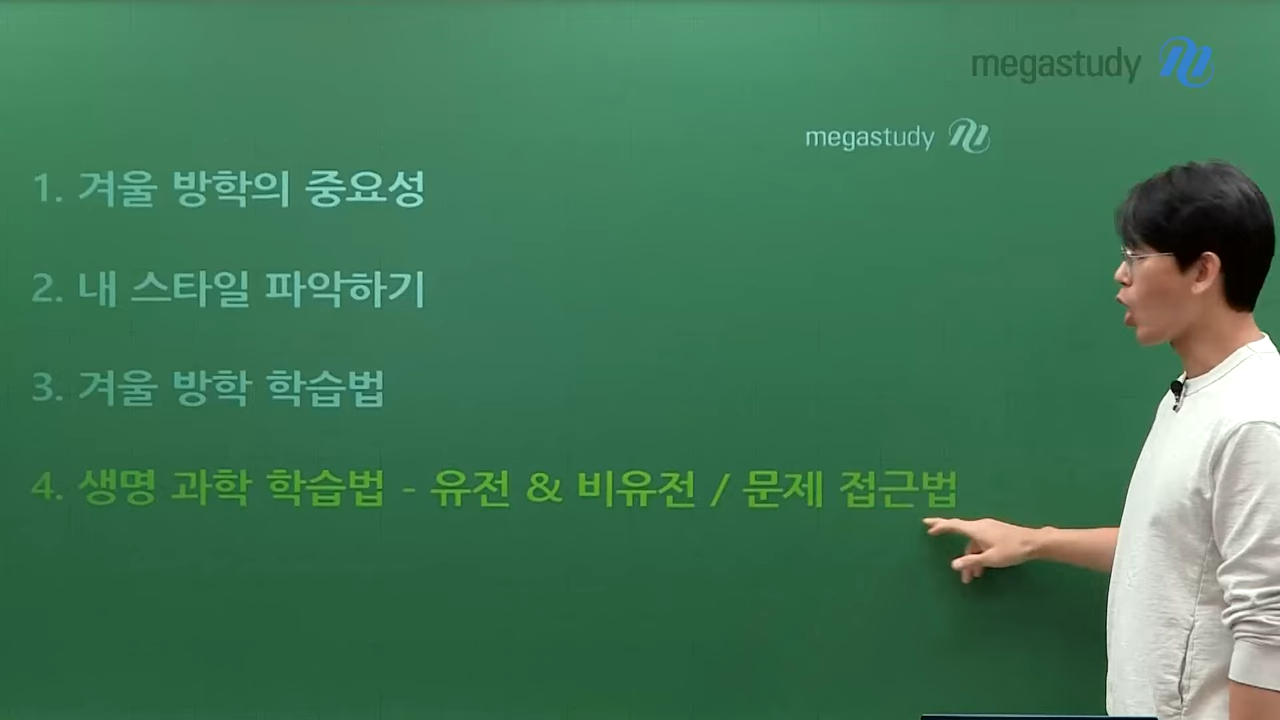 megastudy
megastudy
1. 겨울 방학의 중요성
2. 내 스타일 파악하기
3. 겨울 방학 학습법
4. 생명 과학 학습법 - 유전 & 비유전 / 문제 접근법